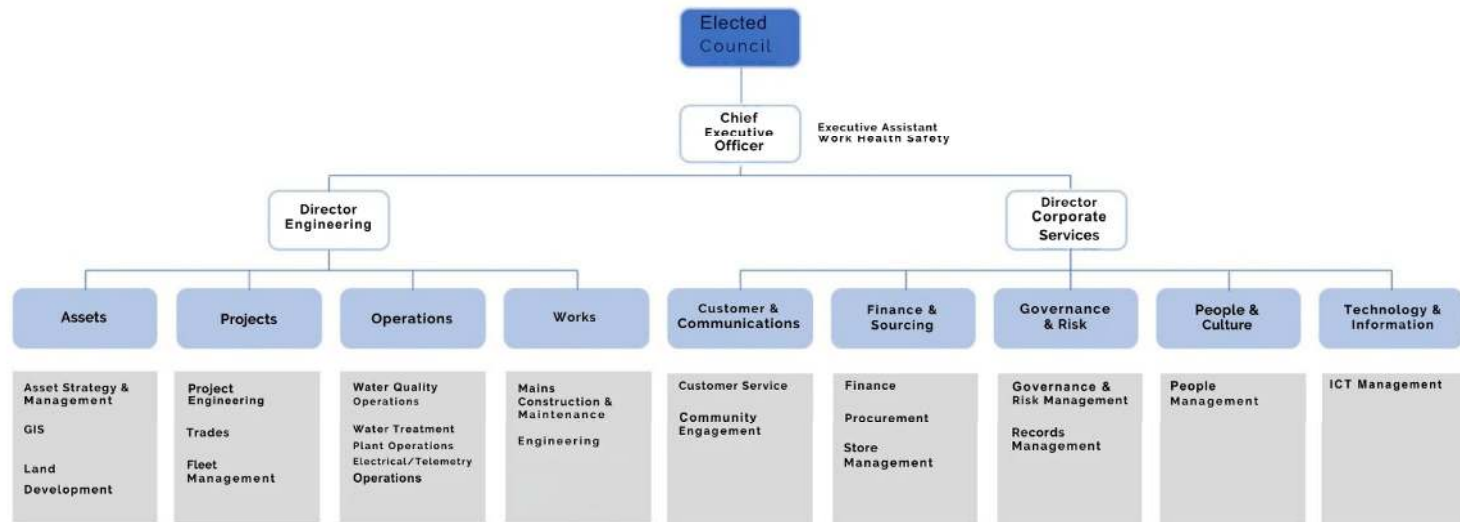 Elected
Council
Chief
Executive
Officer
Executive Assistant
Work Health Safety
Director
Engineering
Director
Corporate
Services
Assets
Projects
Operations
Works
Customer &
Communications
Finance &
Sourcing
Governance
& Risk
People &
Culture
Technology &
Information
Asset Strategy &
Management
GIS
Land
Development
Project
Engineering
Trades
Fleet
Management
Water Quality
Operations
Water Treatment
Plant Operations
Electrical/Telemetry
Operations
Mains
Construction &
Maintenance
Engineering
Customer Service
Community
Engagement
Finance
Procurement
Store
Management
Governance &
Risk Management
Records
Management
People
Management
ICT Management